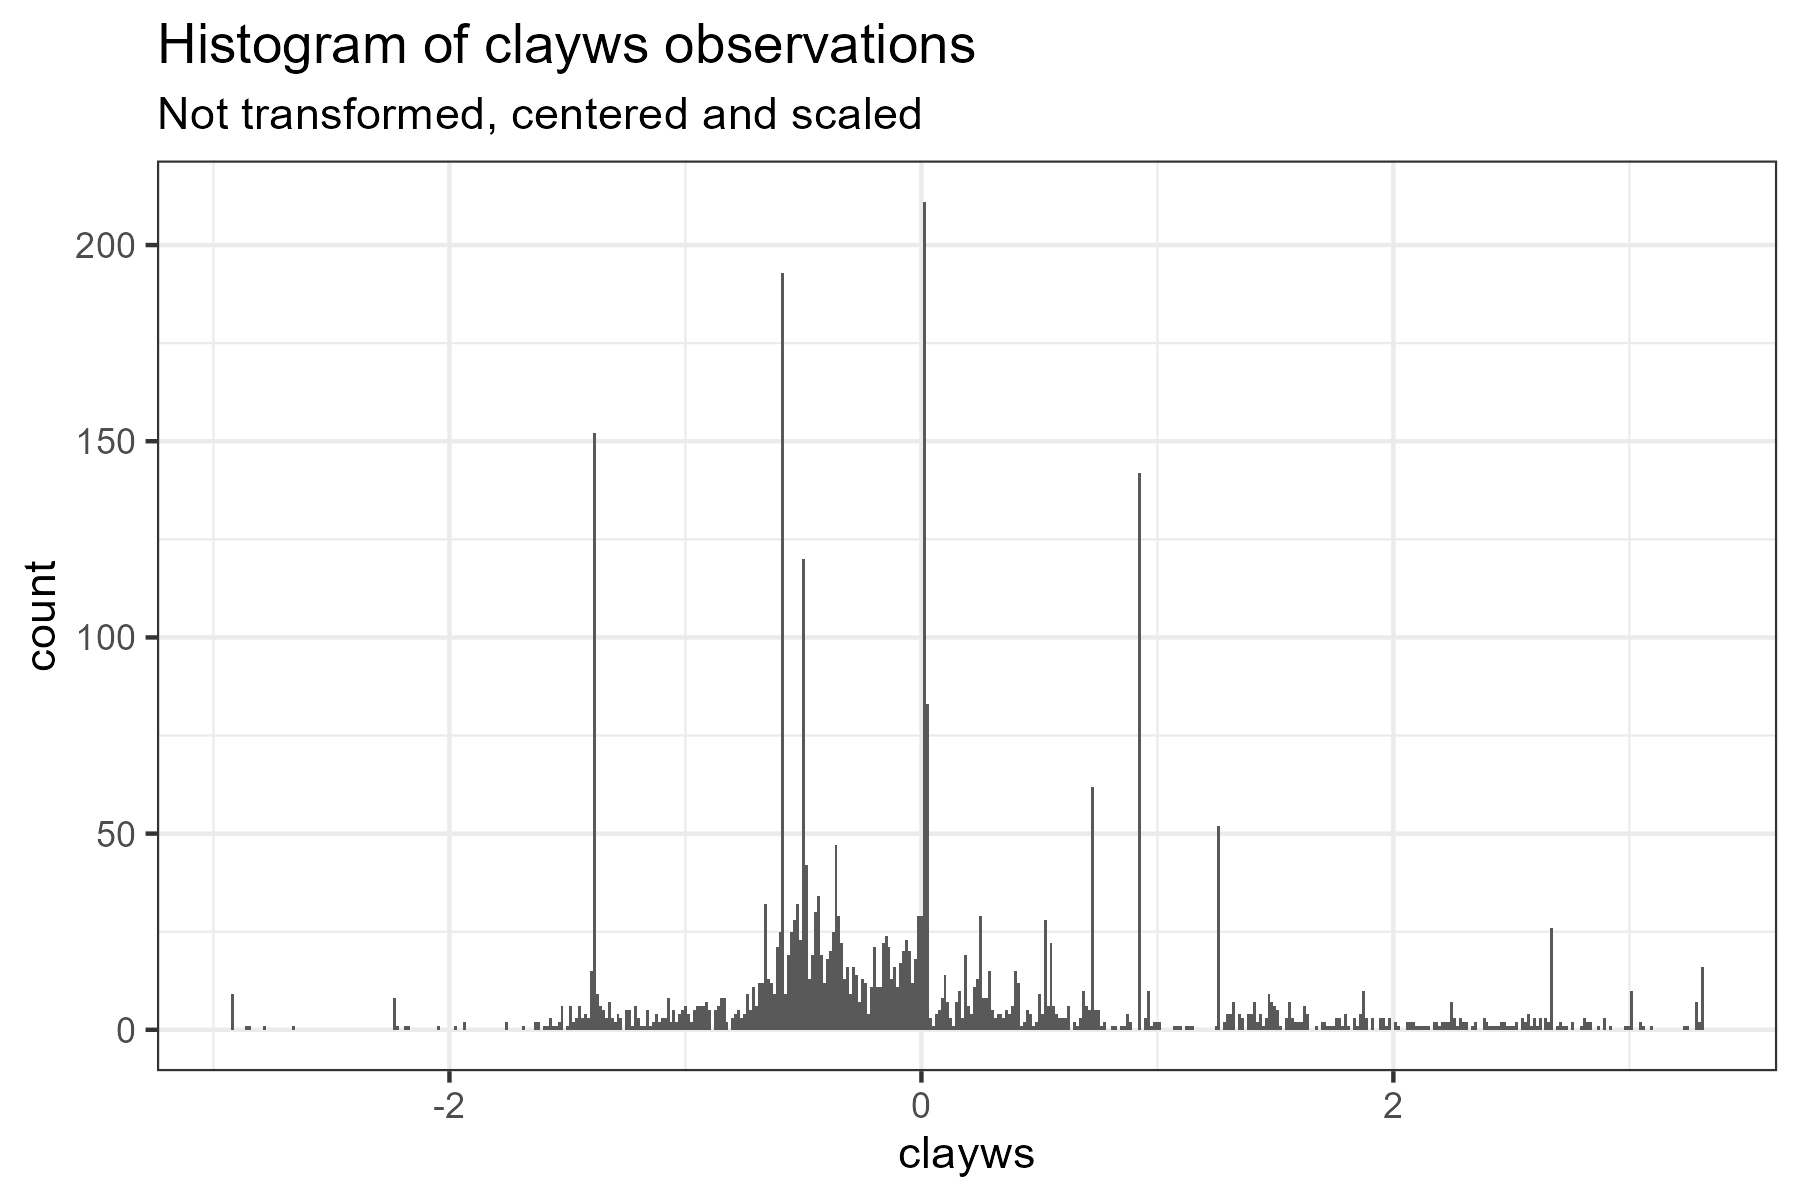 Histogram of clayws observations
Not transformed, centered and scaled
200
150
100
50
0
count
-2
0
2
clayws